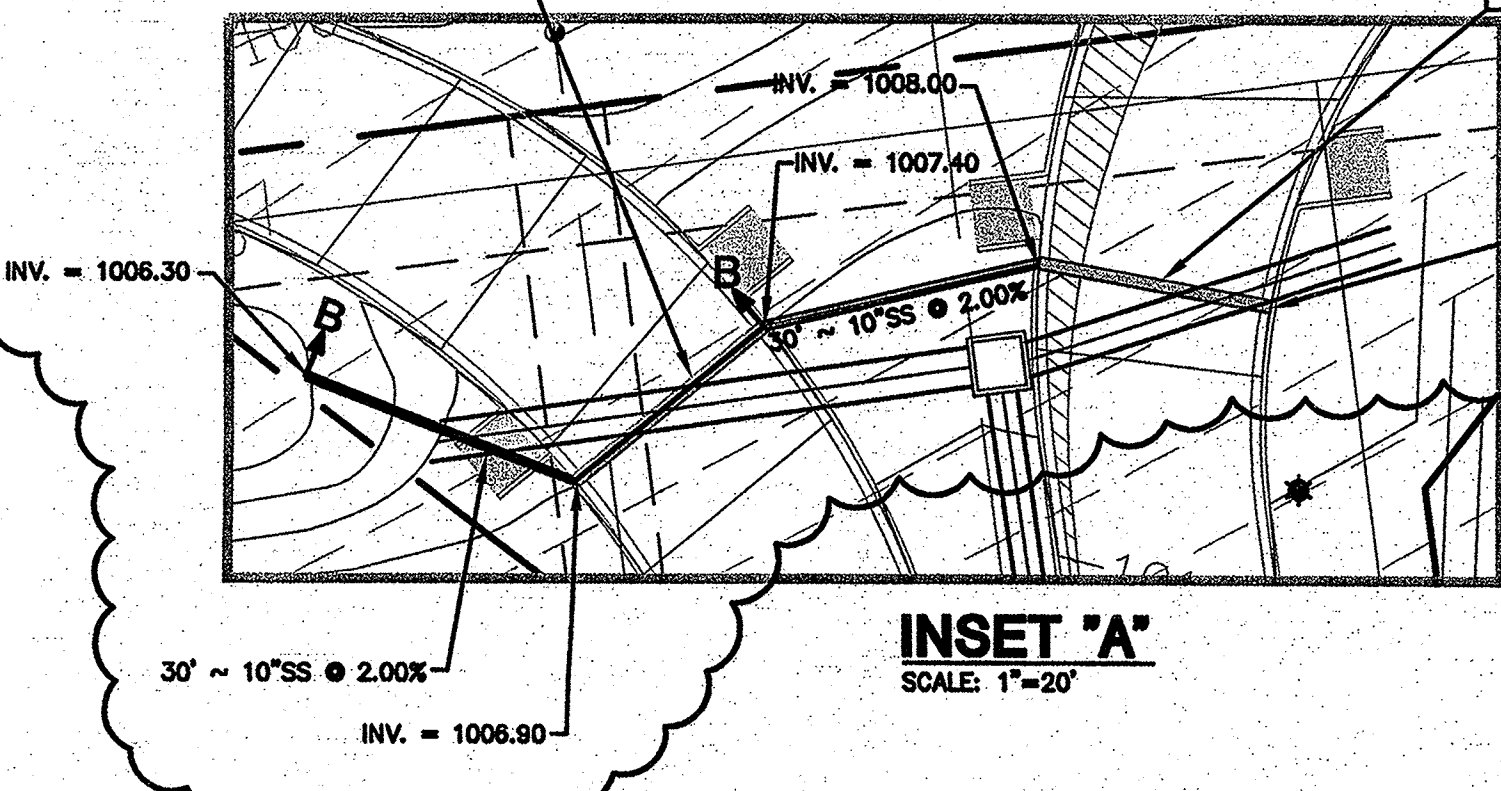 INV. = 1008.00
INV. = 1007.40
INV. = 1006.30
B
B
30' ~ 10"SS @ 2.00%
30' ~ 10"SS @ 2.00%
INV. = 1006.90
INSET "A"
SCALE: 1"=20'